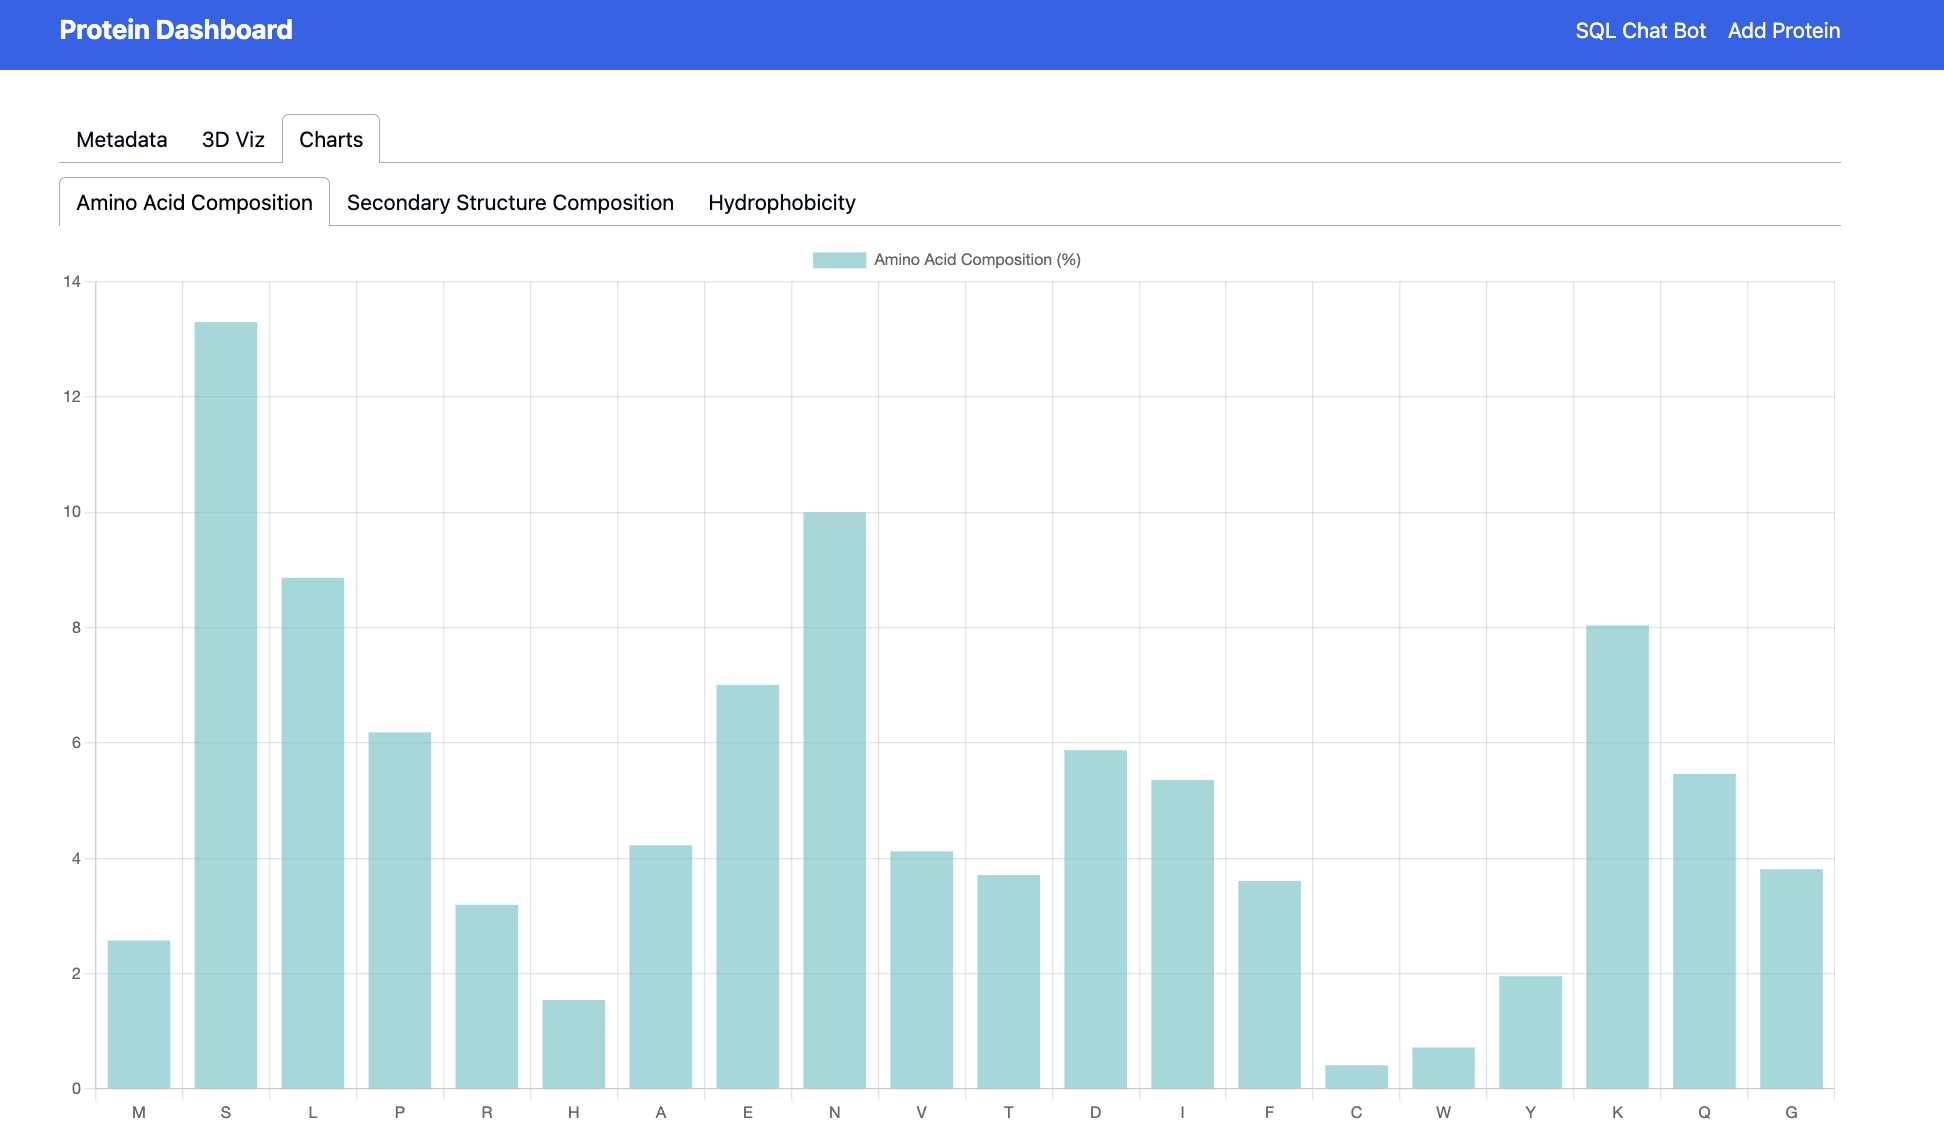 Protein Dashboard SQL Chat Bot Add Protein
Metadata 3D Viz Charts
Amino Acid Composition Secondary Structure Composition Hydrophobicity
Amino Acid Composition (%)
14
12
10
8
6
4
2
0
M S L P R H A E N V T D I F C W Y K Q G